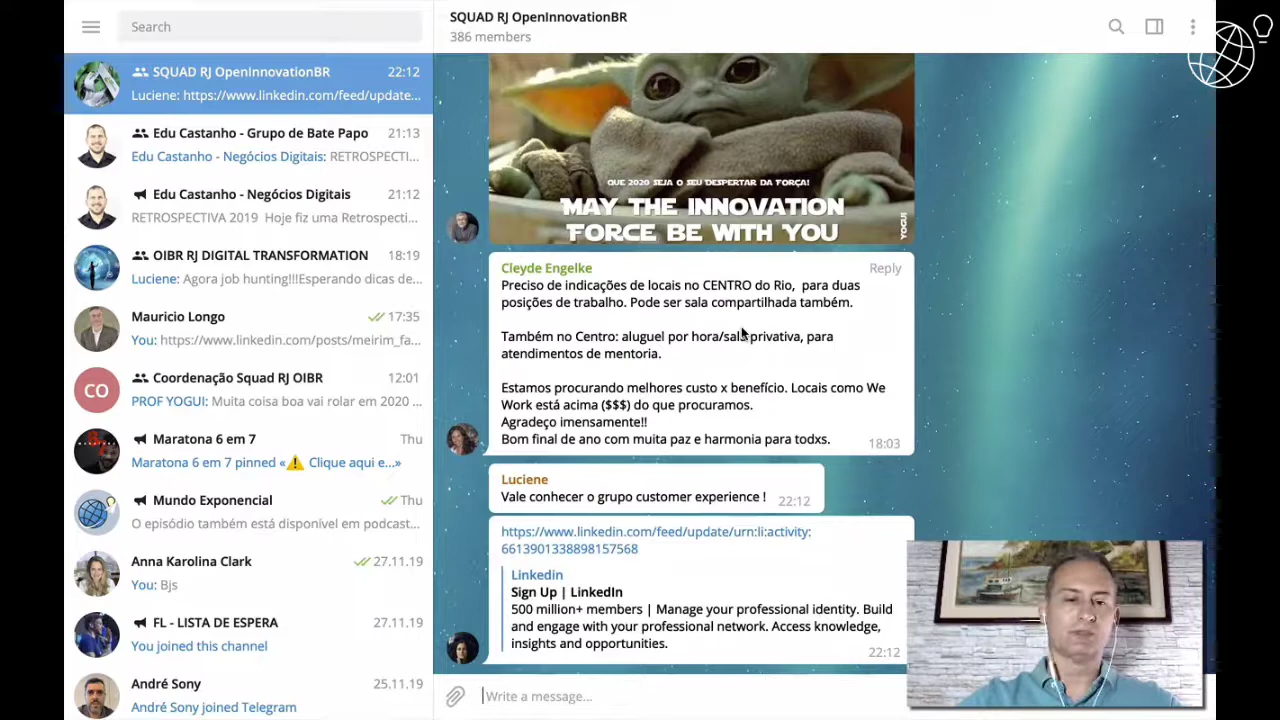 Search
SQUAD RJ OpenInnovationBR 22:12
Luciene: https://www.linkedin.com/feed/update...
Edu Castanho - Grupo de Bate Papo 21:13
Edu Castanho - Negócios Digitais: RETROSPECTI...
Edu Castanho - Negócios Digitais 21:12
RETROSPECTIVA 2019 Hoje fiz uma Retrospecti...
OIBR RJ DIGITAL TRANSFORMATION 18:19
Luciene: Agora job hunting!!!Esperando dicas de...
Mauricio Longo 17:35
You: https://www.linkedin.com/posts/meirim_fa...
CO
Coordenação Squad RJ OIBR 12:01
PROF YOGUI: Muita coisa boa vai rolar em 2020 ...
Maratona 6 em 7 Thu
Maratona 6 em 7 pinned «⚠ Clique aqui e...»
Mundo Exponencial Thu
O episódio também está disponível em podcast...
Anna Karolina Clark 27.11.19
You: Bjs
FL - LISTA DE ESPERA 27.11.19
You joined this channel
André Sony 25.11.19
André Sony joined Telegram
SQUAD RJ OpenInnovationBR
386 members
QUE 2020 SEJA O SEU DESPERTAR DA FORÇA!
MAY THE INNOVATION
FORCE BE WITH YOU
YOGUI
Cleyde Engelke Reply
Preciso de indicações de locais no CENTRO do Rio, para duas
posições de trabalho. Pode ser sala compartilhada também.
Também no Centro: aluguel por hora/sala privativa, para
atendimentos de mentoria.
Estamos procurando melhores custo x benefício. Locais como We
Work está acima ($$$) do que procuramos.
Agradeço imensamente!!
Bom final de ano com muita paz e harmonia para todxs. 18:03
Luciene
Vale conhecer o grupo customer experience ! 22:12
https://www.linkedin.com/feed/update/urn:li:activity:
6613901338898157568
Linkedin
Sign Up | LinkedIn
500 million+ members | Manage your professional identity. Build
and engage with your professional network. Access knowledge,
insights and opportunities. 22:12
Write a message...